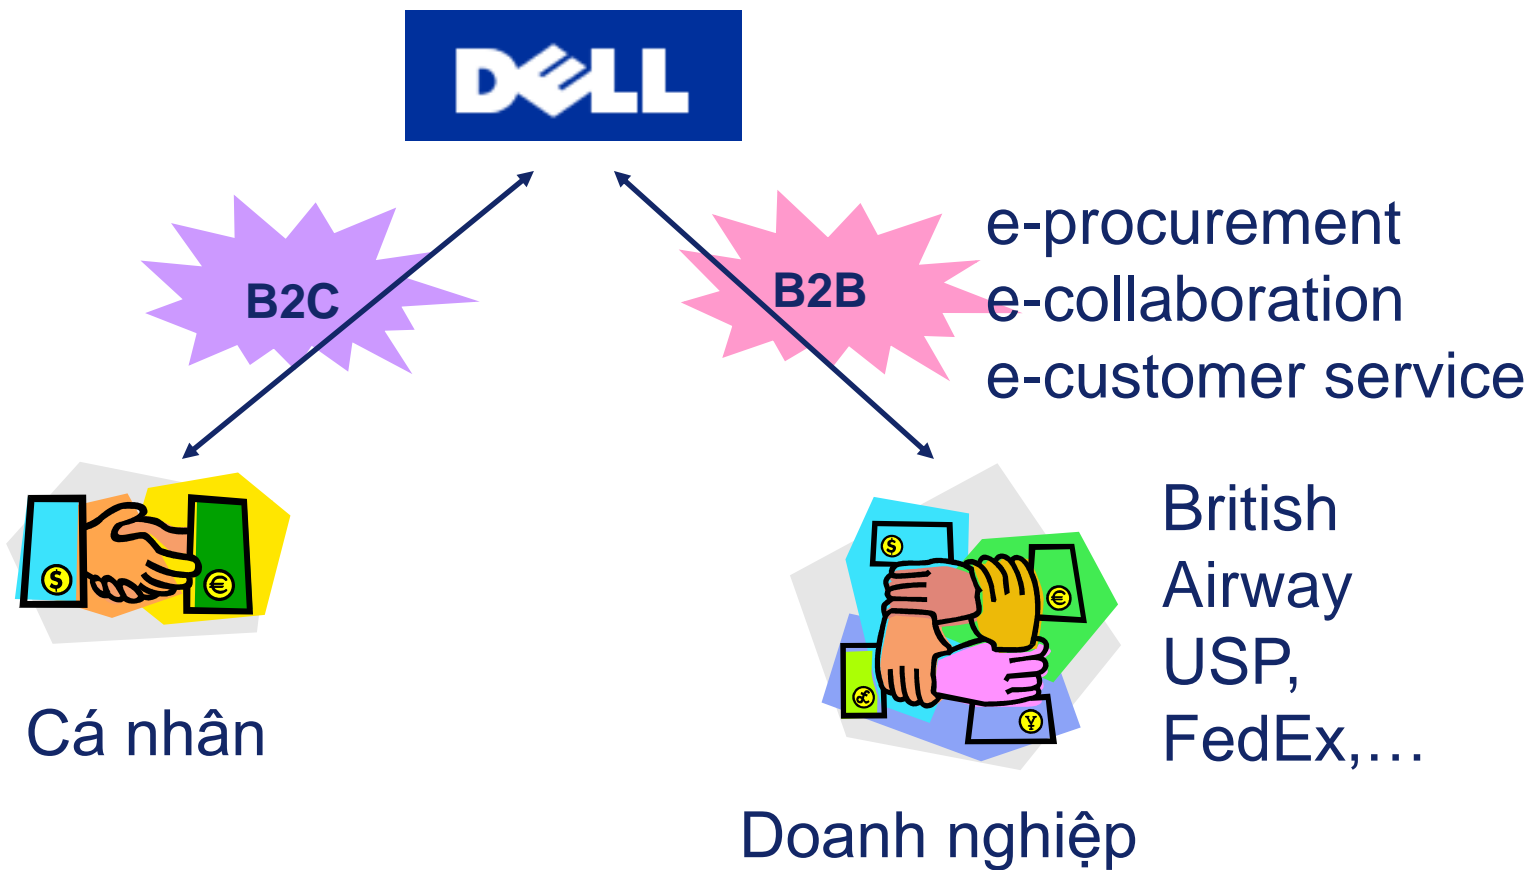 DELL
B2C
B2B
e-procurement
e-collaboration
e-customer service
British
Airway
USP,
FedEx,…
Cá nhân
Doanh nghiệp